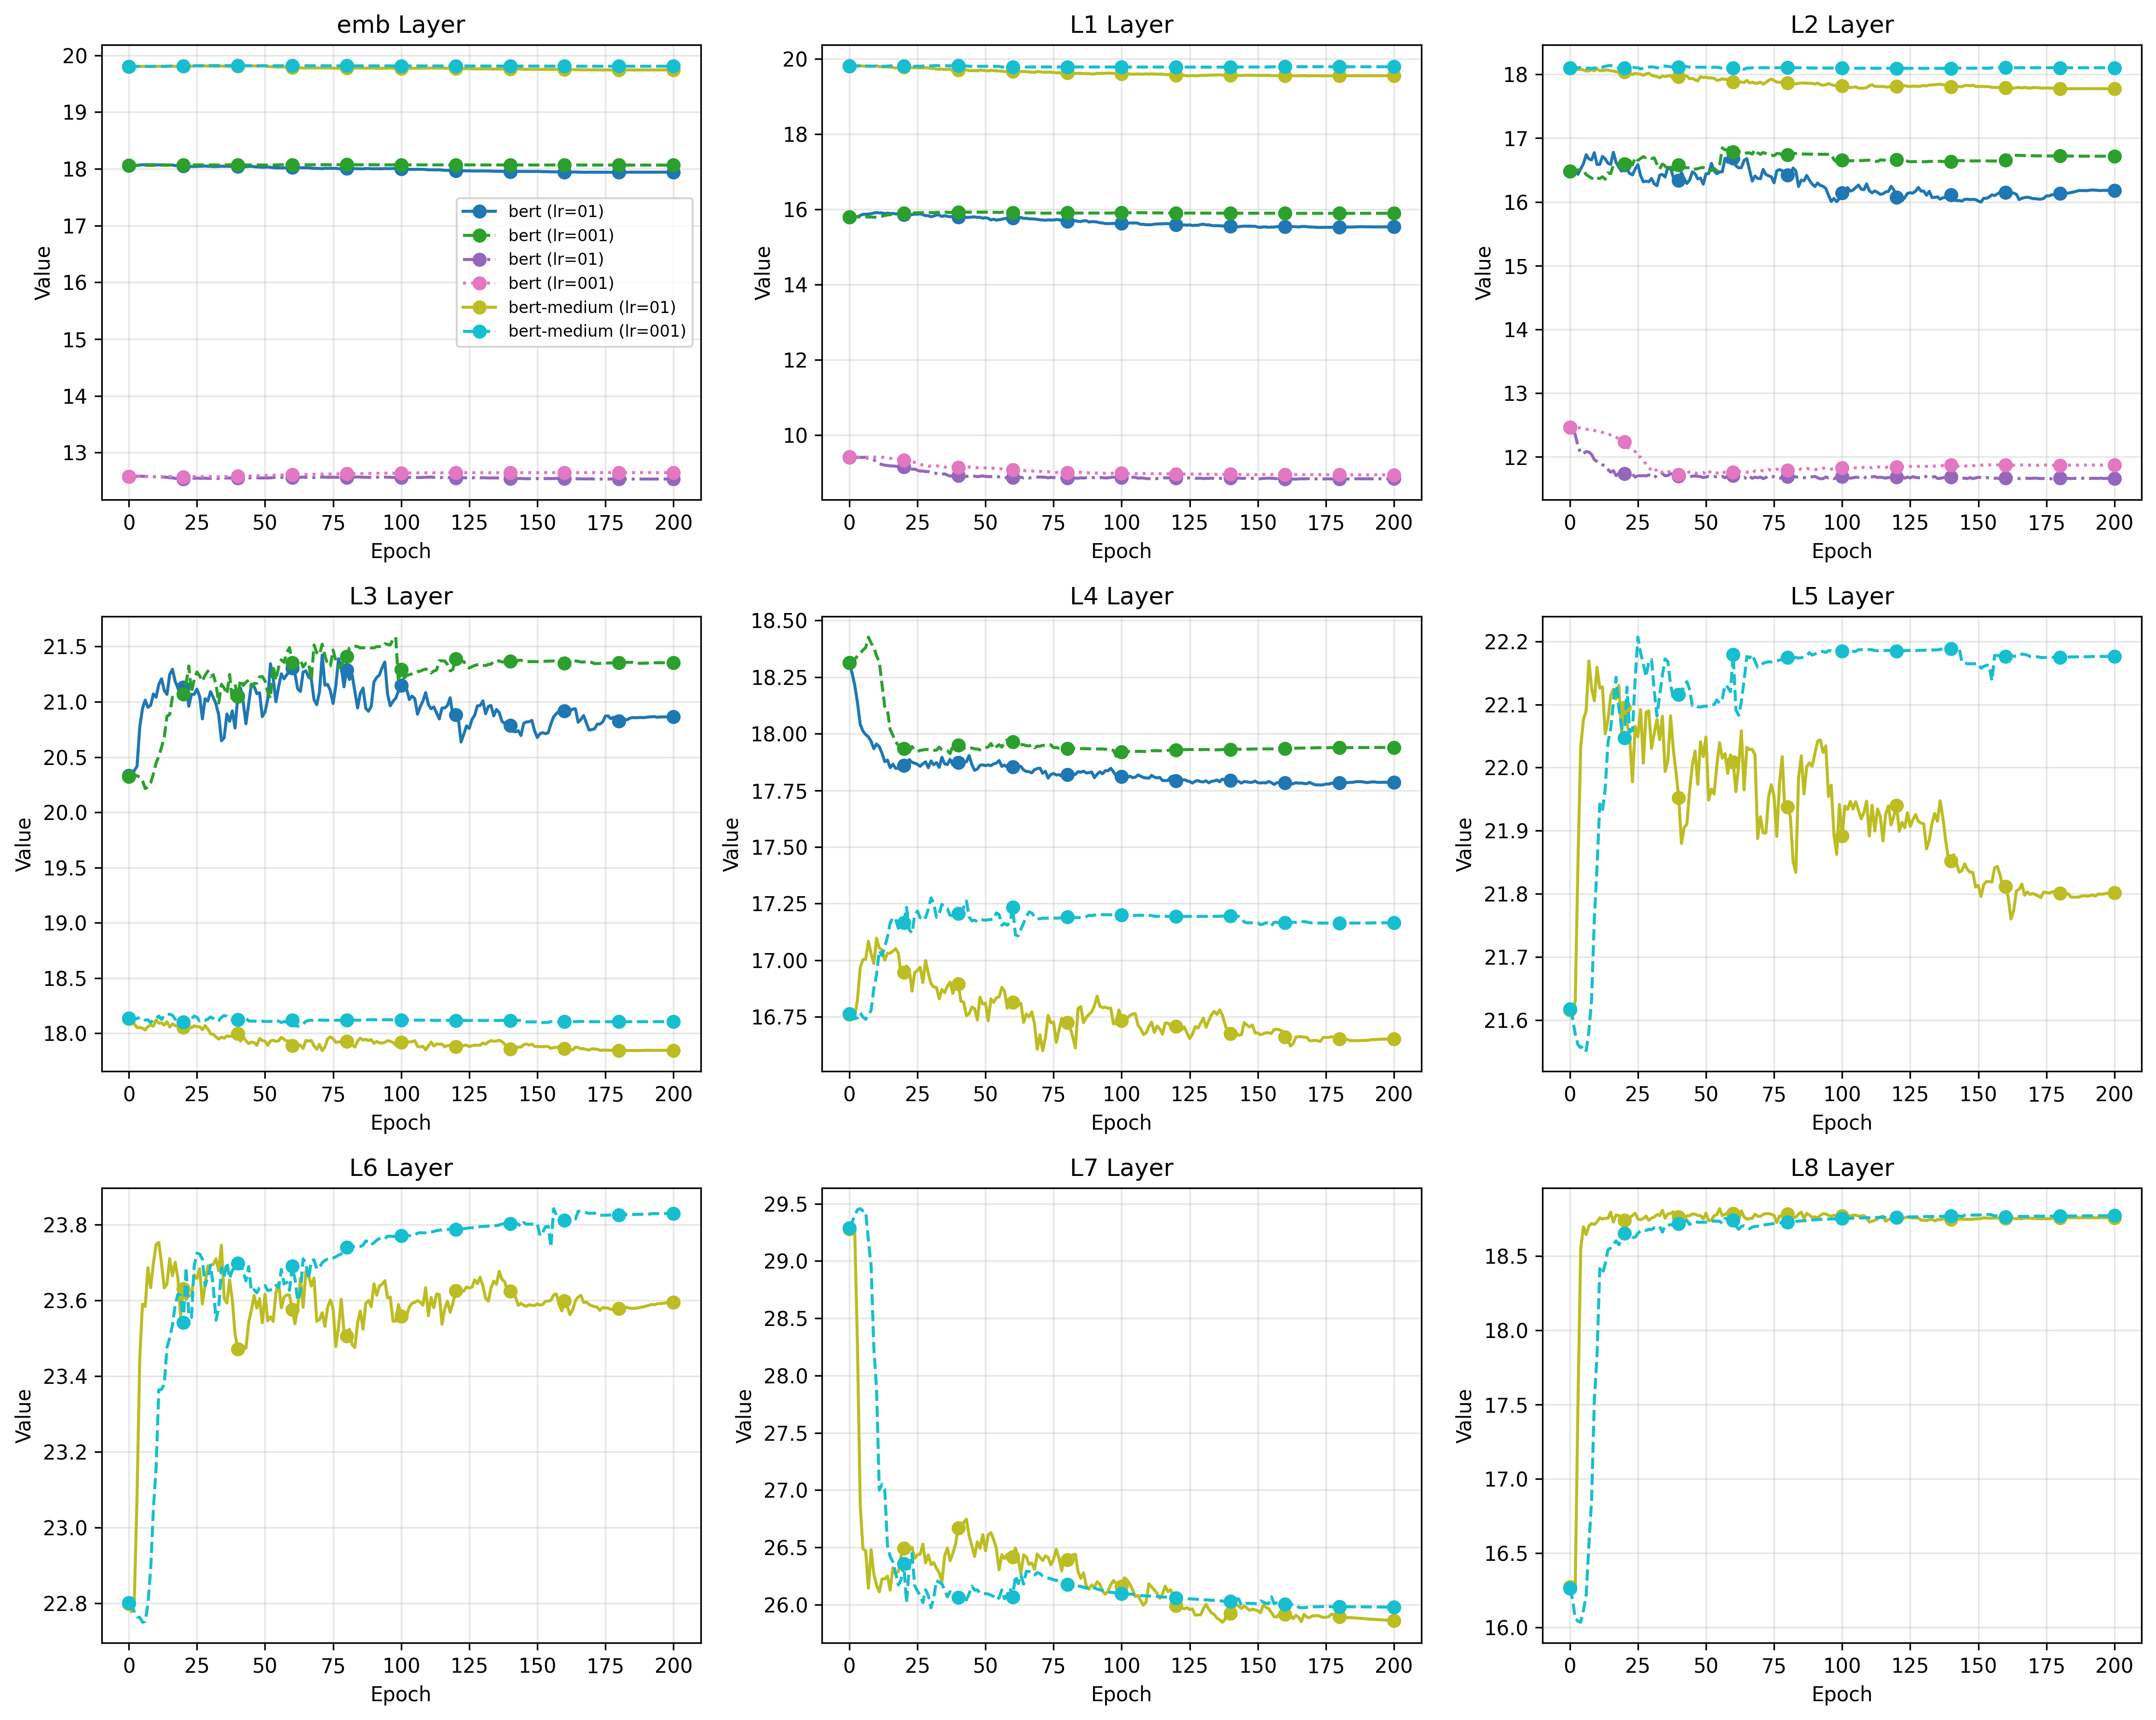 emb Layer
20
19
18
17
16
15
14
13
Value
bert (lr=01)
bert (lr=001)
bert (lr=01)
bert (lr=001)
bert-medium (lr=01)
bert-medium (lr=001)
0 25 50 75 100 125 150 175 200
Epoch
L1 Layer
20
18
16
14
12
10
Value
0 25 50 75 100 125 150 175 200
Epoch
L2 Layer
18
17
16
15
14
13
12
Value
0 25 50 75 100 125 150 175 200
Epoch
L3 Layer
21.5
21.0
20.5
20.0
19.5
19.0
18.5
18.0
Value
0 25 50 75 100 125 150 175 200
Epoch
L4 Layer
18.50
18.25
18.00
17.75
17.50
17.25
17.00
16.75
Value
0 25 50 75 100 125 150 175 200
Epoch
L5 Layer
22.2
22.1
22.0
21.9
21.8
21.7
21.6
Value
0 25 50 75 100 125 150 175 200
Epoch
L6 Layer
23.8
23.6
23.4
23.2
23.0
22.8
Value
0 25 50 75 100 125 150 175 200
Epoch
L7 Layer
29.5
29.0
28.5
28.0
27.5
27.0
26.5
26.0
Value
0 25 50 75 100 125 150 175 200
Epoch
L8 Layer
18.5
18.0
17.5
17.0
16.5
16.0
Value
0 25 50 75 100 125 150 175 200
Epoch